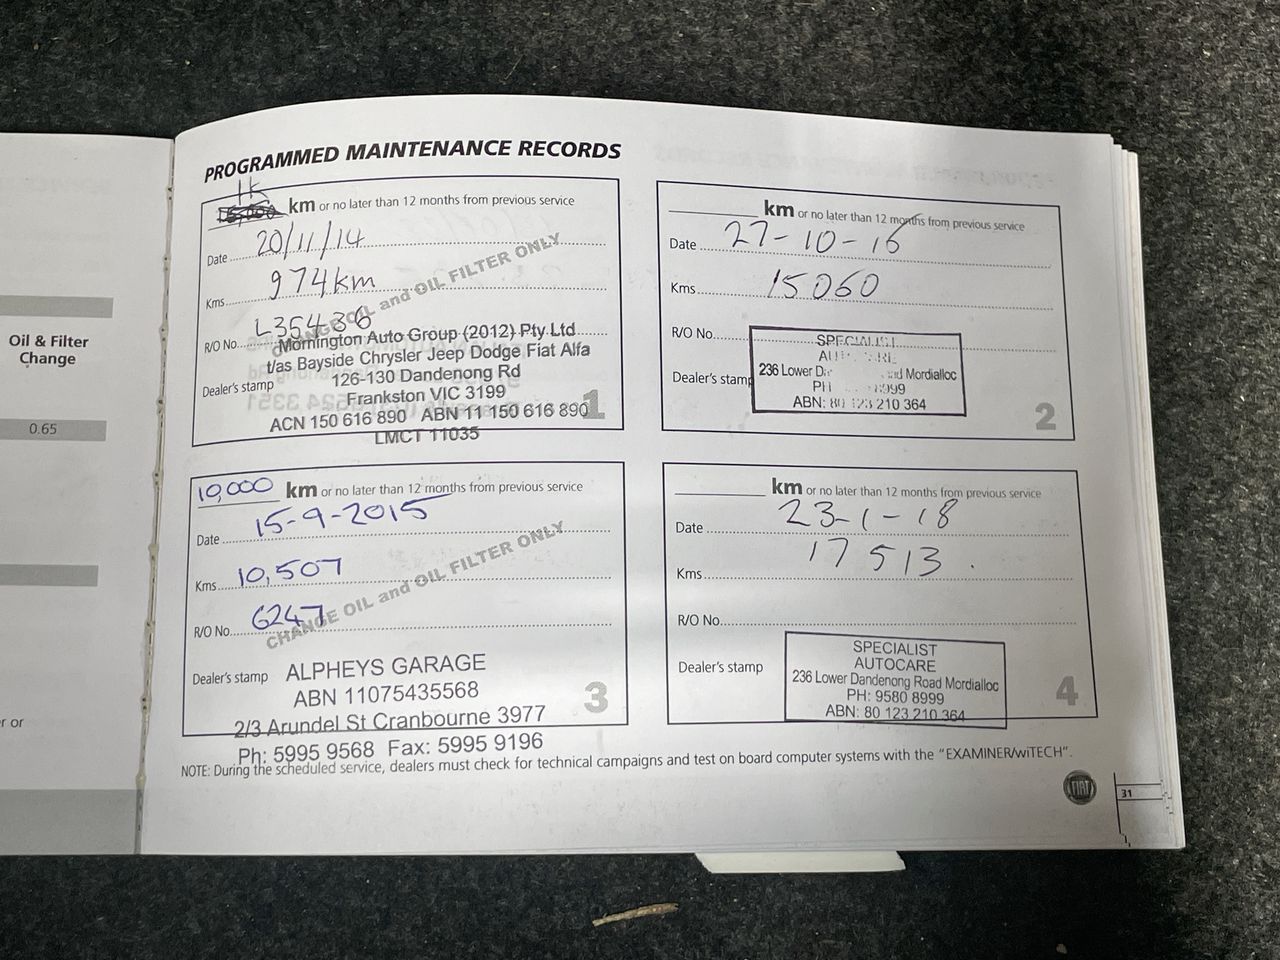 PROGRAMMED MAINTENANCE RECORDS
1K
15,000 km or no later than 12 months from previous service
Date 20/11/14
Kms 974km
R/O No. L35436
CHANGE OIL and OIL FILTER ONLY
Dealer's stamp
Mornington Auto Group (2012) Pty Ltd
t/as Bayside Chrysler Jeep Dodge Fiat Alfa
126-130 Dandenong Rd
Frankston VIC 3199
ACN 150 616 890 ABN 11 150 616 890
LMCT 11035
1
km or no later than 12 months from previous service
Date 27-10-16
Kms 15060
R/O No.
Dealer's stamp
SPECIALIST
236 Lower Mordialloc
PH 8999
ABN: 80 123 210 364
2
10,000 km or no later than 12 months from previous service
Date 15-9-2015
Kms 10,507
R/O No. 6247
CHANGE OIL and OIL FILTER ONLY
Dealer's stamp
ALPHEYS GARAGE
ABN 11075435568
2/3 Arundel St Cranbourne 3977
Ph: 5995 9568 Fax: 5995 9196
3
km or no later than 12 months from previous service
Date 23-1-18
Kms 17513.
R/O No.
Dealer's stamp
SPECIALIST
AUTOCARE
236 Lower Dandenong Road Mordialloc
PH: 9580 8999
ABN: 80 123 210 364
4
NOTE: During the scheduled service, dealers must check for technical campaigns and test on board computer systems with the "EXAMINER/wiTECH".
FIAT
31
Oil & Filter
Change
0.65
r or